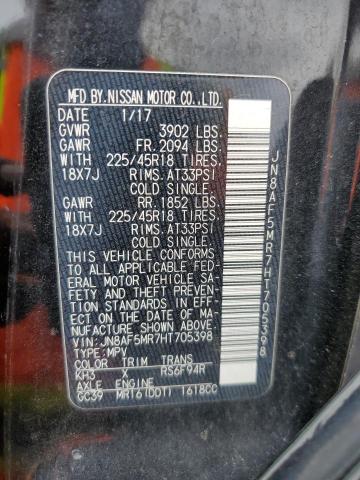 MFD BY NISSAN MOTOR CO.,LTD.
DATE 1/17
GVWR 3902 LBS.
GAWR FR. 2094 LBS.
WITH 225/45R18 TIRES.
18X7J RIMS. AT33PSI
COLD SINGLE.
GAWR RR. 1852 LBS.
WITH 225/45R18 TIRES.
18X7J RIMS. AT33PSI
COLD SINGLE.
THIS VEHICLE CONFORMS
TO ALL APPLICABLE FED-
ERAL MOTOR VEHICLE SA-
FETY AND THEFT PREVEN-
TION STANDARDS IN EFF-
ECT ON THE DATE OF MA-
NUFACTURE SHOWN ABOVE.
VIN: JN8AF5MR7HT705398
TYPE: MPV
COLOR TRIM TRANS
KH3 X RS6F94R
AXLE ENGINE
GC39 MR16(DDT) 1618CC
JN8AF5MR7HT705398